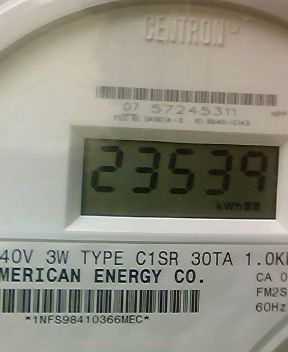 CENTRON®
07 57245311
23539
kWh
40V 3W TYPE C1SR 30TA 1.0K
MERICAN ENERGY CO.
CA 0
FM2S
60Hz
*1NFS98410366MEC*